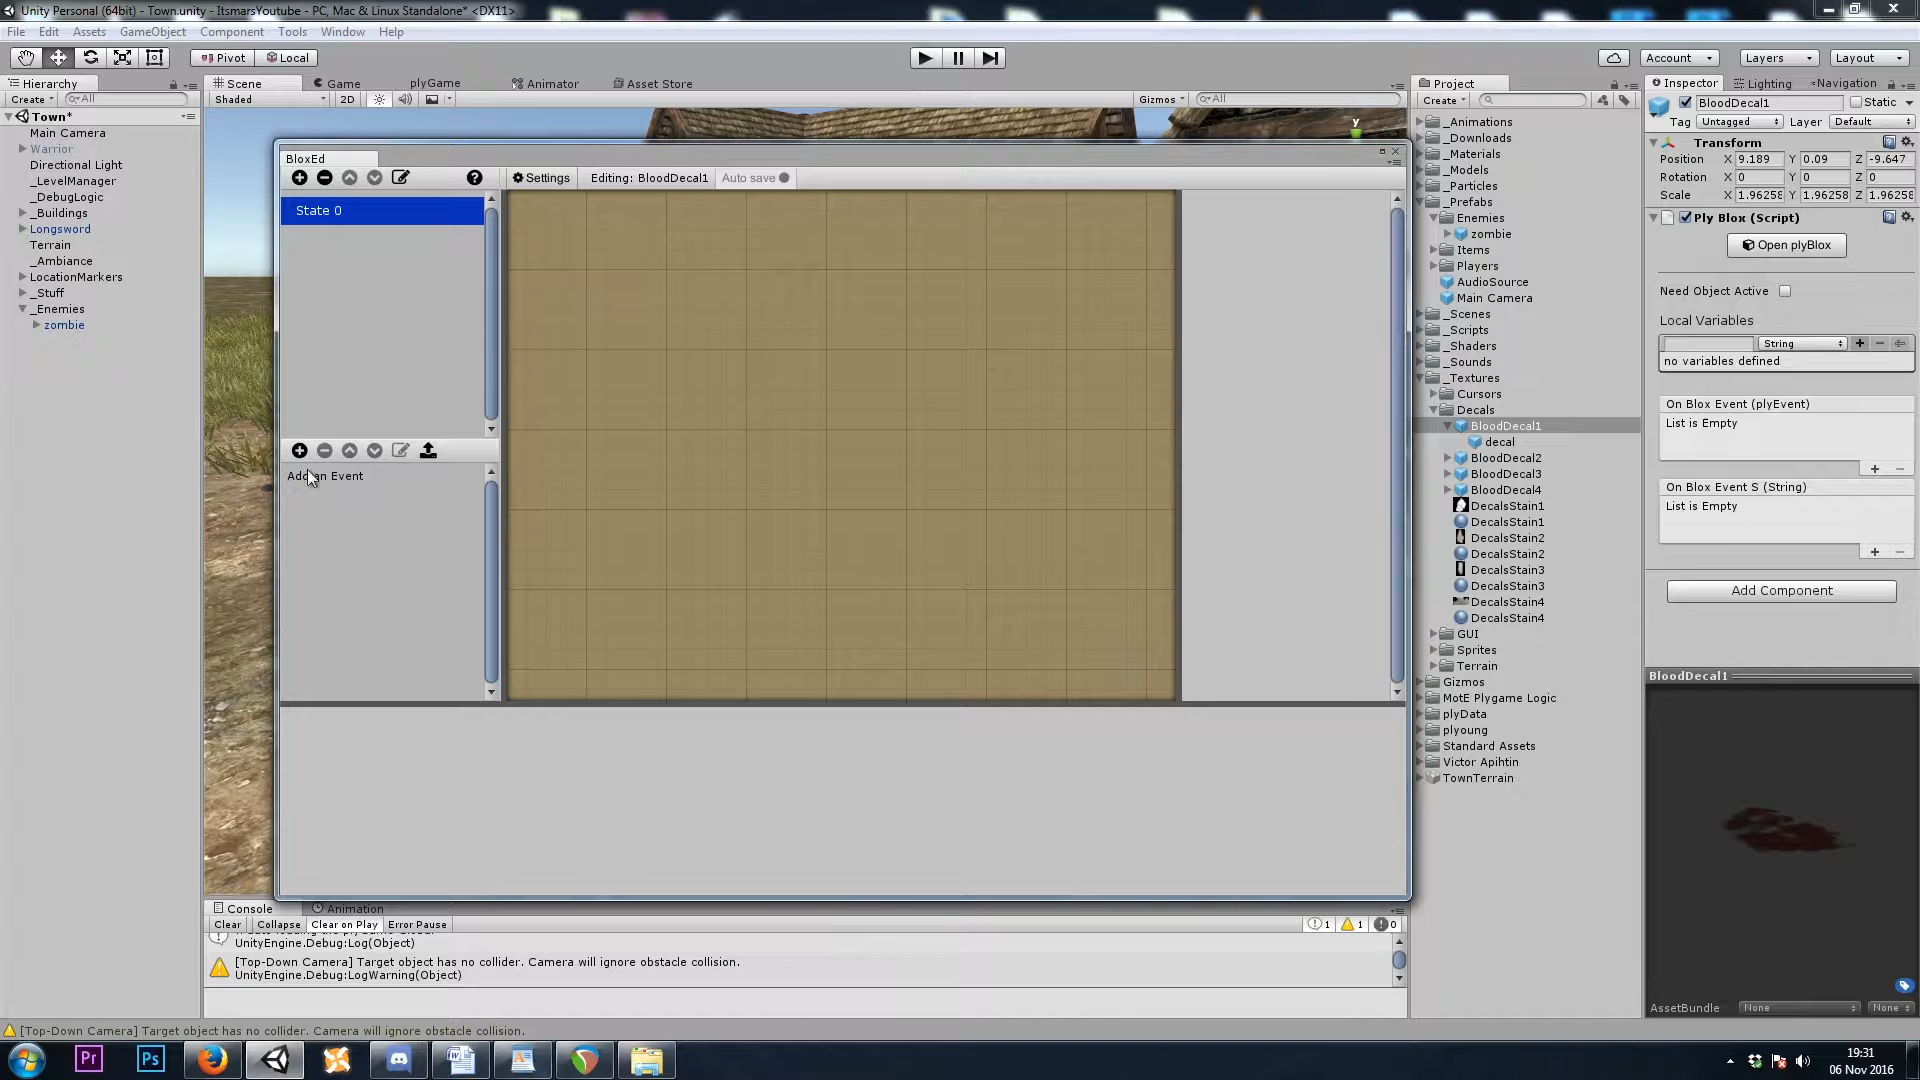 Unity Personal (64bit) - Town.unity - ItsmarsYoutube - PC, Mac & Linux Standalone* <DX11>
File Edit Assets GameObject Component Tools Window Help
Pivot Local Account Layers Layout
Hierarchy Scene Game plyGame Animator Asset Store Project Inspector Lighting Navigation
Create All Shaded 2D Gizmos All Create
Town*
Main Camera
Warrior
Directional Light
_LevelManager
_DebugLogic
_Buildings
Longsword
Terrain
_Ambiance
LocationMarkers
_Stuff
_Enemies
zombie
y
BloxEd
Settings Editing: BloodDecal1 Auto save
State 0
Add an Event
_Animations
_Downloads
_Materials
_Models
_Particles
_Prefabs
Enemies
zombie
Items
Players
AudioSource
Main Camera
_Scenes
_Scripts
_Shaders
_Sounds
_Textures
Cursors
Decals
BloodDecal1
decal
BloodDecal2
BloodDecal3
BloodDecal4
DecalsStain1
DecalsStain1
DecalsStain2
DecalsStain2
DecalsStain3
DecalsStain3
DecalsStain4
DecalsStain4
GUI
Sprites
Terrain
Gizmos
MotE Plygame Logic
plyData
plyoung
Standard Assets
Victor Apihtin
TownTerrain
BloodDecal1 Static
Tag Untagged Layer Default
Transform
Position X 9.189 Y 0.09 Z -9.647
Rotation X 0 Y 0 Z 0
Scale X 1.96258 Y 1.96258 Z 1.96258
Ply Blox (Script)
Open plyBlox
Need Object Active
Local Variables
String
no variables defined
On Blox Event (plyEvent)
List is Empty
On Blox Event S (String)
List is Empty
Add Component
BloodDecal1
AssetBundle None None
Console Animation
Clear Collapse Clear on Play Error Pause 1 1 0
UnityEngine.Debug:Log(Object)
[Top-Down Camera] Target object has no collider. Camera will ignore obstacle collision.
UnityEngine.Debug:LogWarning(Object)
[Top-Down Camera] Target object has no collider. Camera will ignore obstacle collision.
Pr Ps
19:31
06 Nov 2016